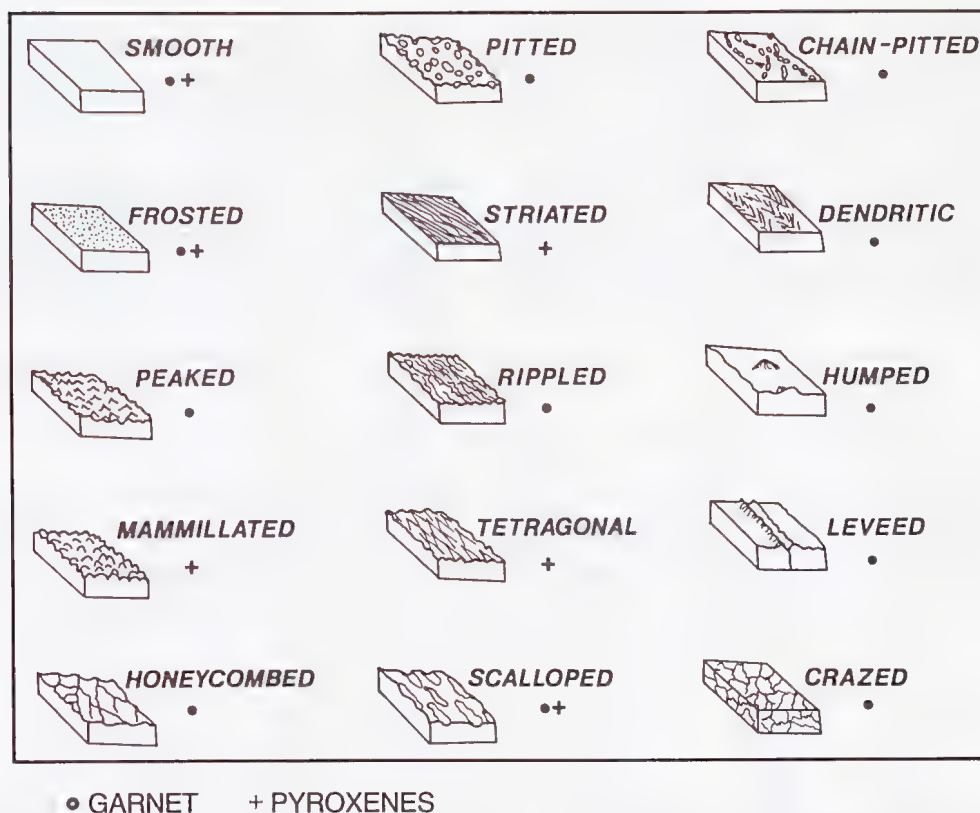 SMOOTH PITTED CHAIN-PITTED
•+ • •
FROSTED STRIATED DENDRITIC
•+ + •
PEAKED RIPPLED HUMPED
• • •
MAMMILLATED TETRAGONAL LEVEED
+ + •
HONEYCOMBED SCALLOPED CRAZED
• •+ •
• GARNET + PYROXENES